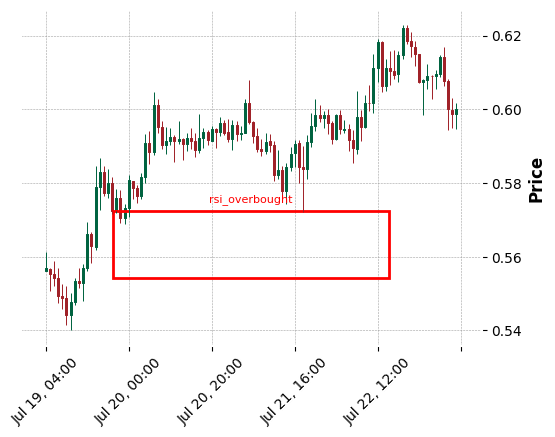 0.62
0.60
0.58
0.56
0.54
Price
rsi_overbought
Jul 19, 04:00
Jul 20, 00:00
Jul 20, 20:00
Jul 21, 16:00
Jul 22, 12:00